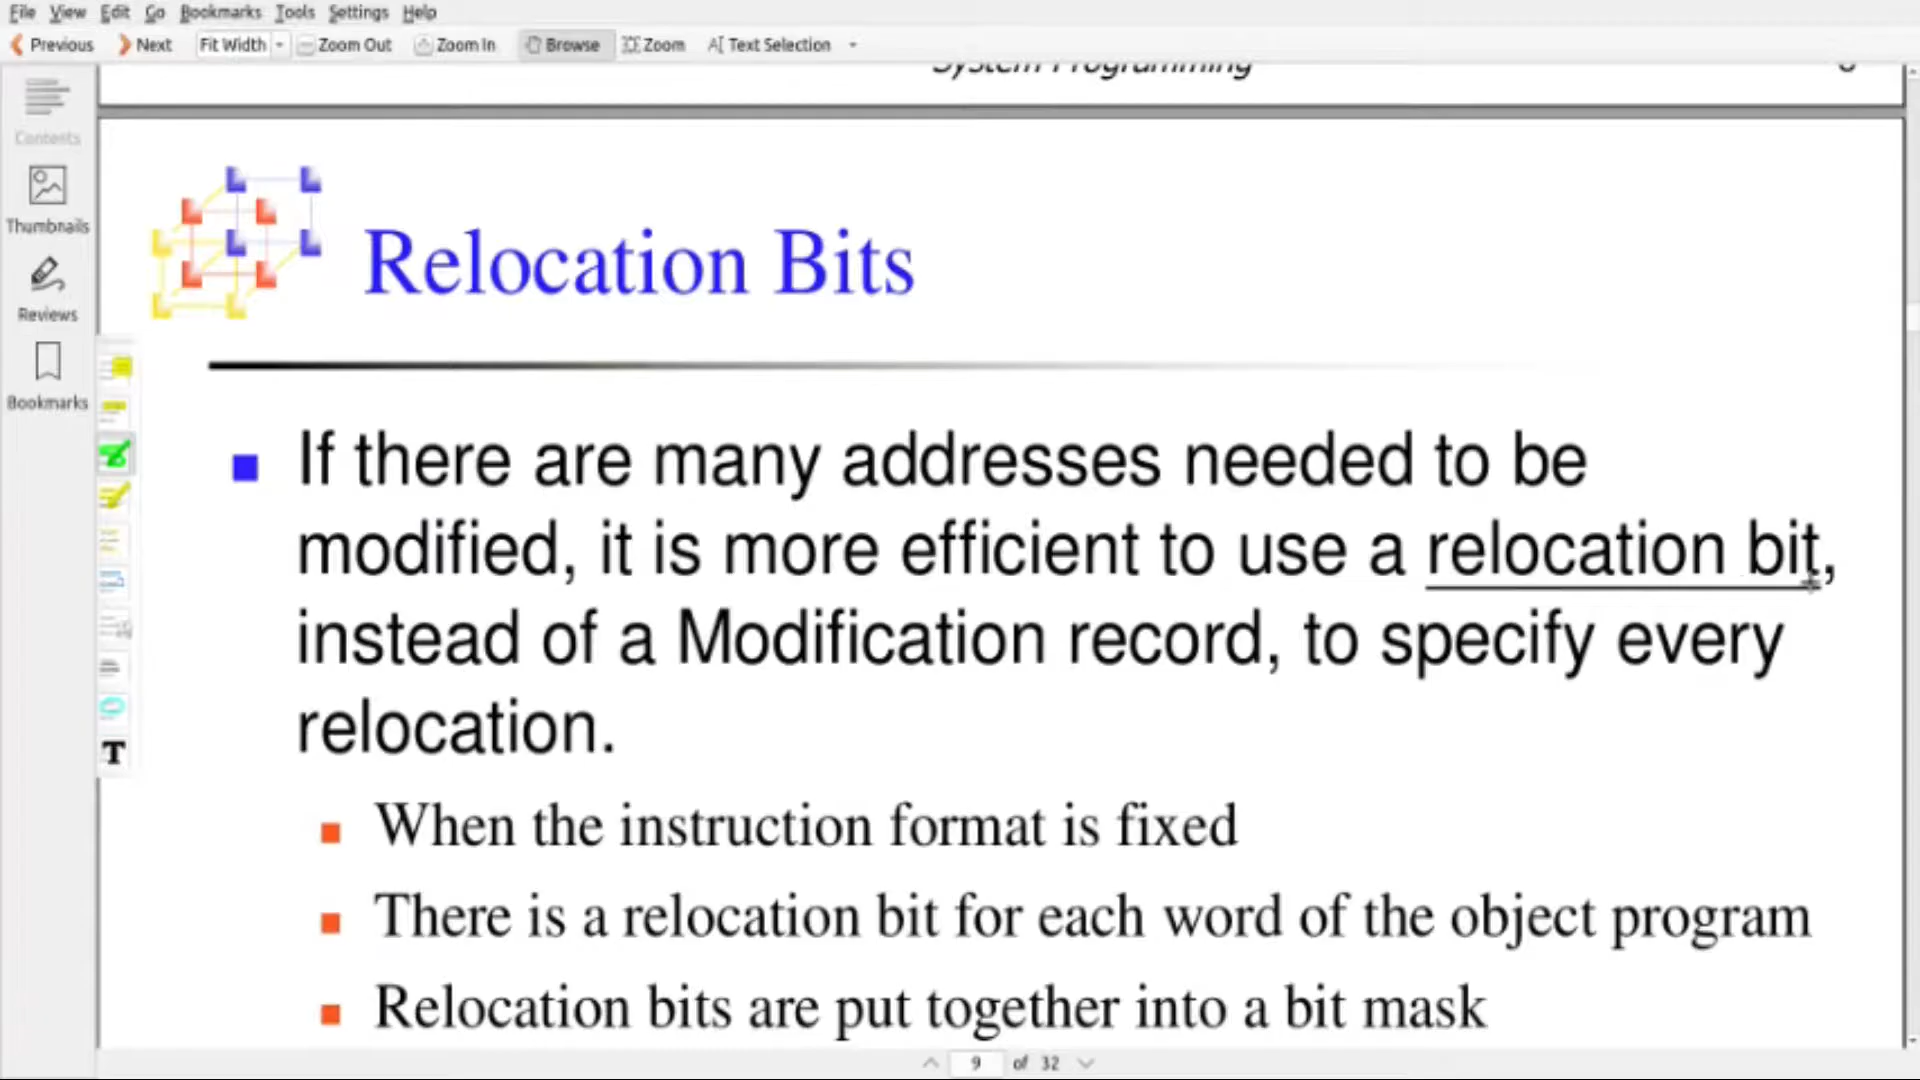 File View Edit Go Bookmarks Tools Settings Help
Previous Next Fit Width Zoom Out Zoom In Browse Zoom Text Selection
System Programming
Contents
Thumbnails
Reviews
Bookmarks
T
Relocation Bits
If there are many addresses needed to be
modified, it is more efficient to use a relocation bit,
instead of a Modification record, to specify every
relocation.
When the instruction format is fixed
There is a relocation bit for each word of the object program
Relocation bits are put together into a bit mask
9 of 32